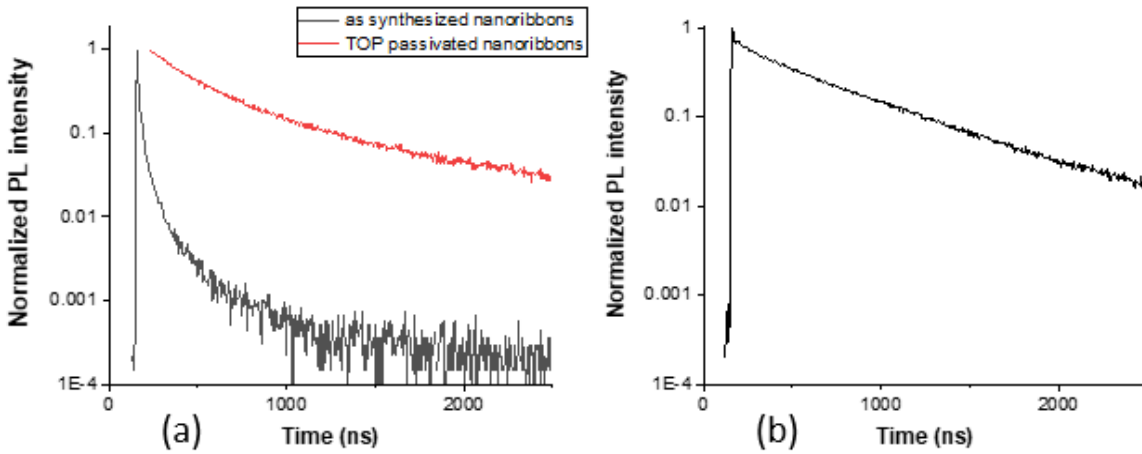 as synthesized nanoribbons
TOP passivated nanoribbons
Normalized PL intensity
1
0.1
0.01
0.001
1E-4
0
1000
2000
(a)
Time (ns)
Normalized PL intensity
1
0.1
0.01
0.001
1E-4
0
1000
2000
(b)
Time (ns)